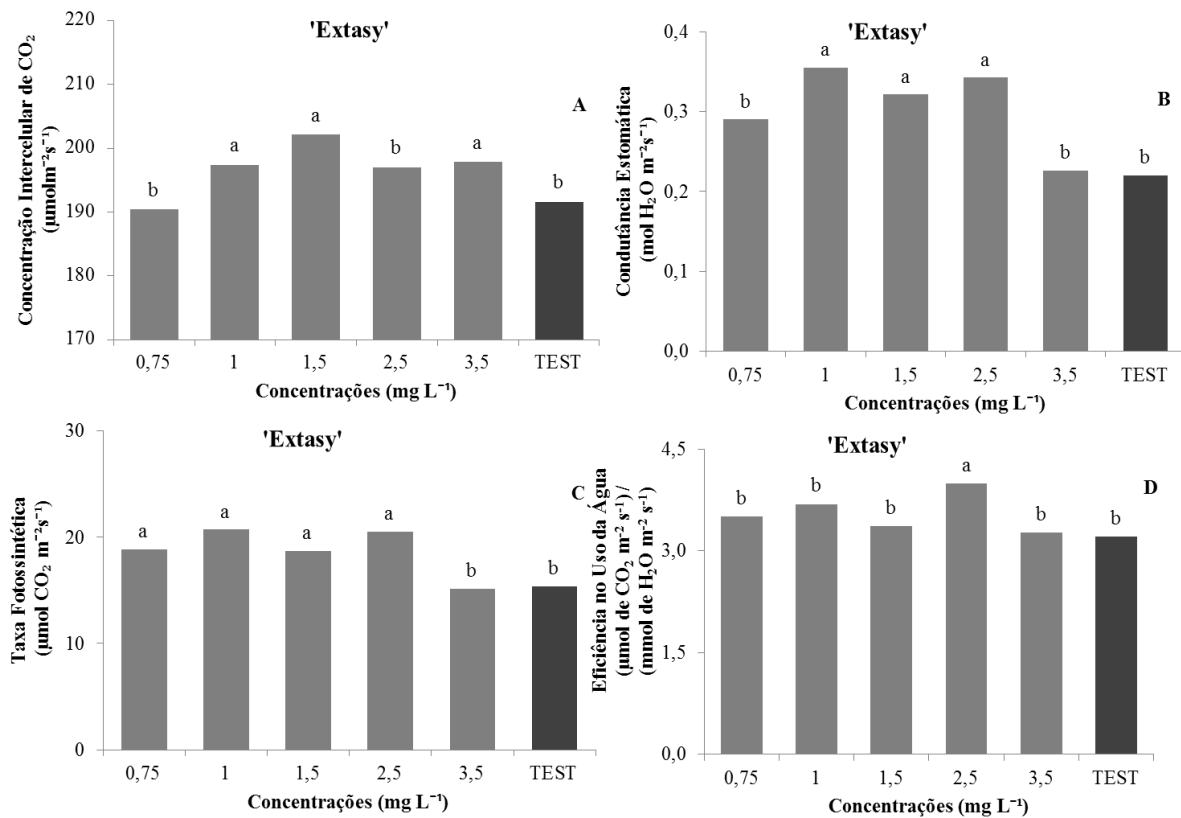 'Extasy'
A
Concentração Intercelular de CO₂
(µmolm⁻²s⁻¹)
220
210
200
190
180
170
b
a
a
b
a
b
0,75 1 1,5 2,5 3,5 TEST
Concentrações (mg L⁻¹)
'Extasy'
B
Condutância Estomática
(mol H₂O m⁻²s⁻¹)
0,4
0,3
0,2
0,1
0,0
b
a
a
a
b
b
0,75 1 1,5 2,5 3,5 TEST
Concentrações (mg L⁻¹)
'Extasy'
C
Taxa Fotossintética
(µmol CO₂ m⁻²s⁻¹)
30
20
10
0
a
a
a
a
b
b
0,75 1 1,5 2,5 3,5 TEST
Concentrações (mg L⁻¹)
'Extasy'
D
Eficiência no Uso da Água
(µmol de CO₂ m⁻² s⁻¹) /
(mmol de H₂O m⁻² s⁻¹)
4,5
3,0
1,5
0,0
b
b
b
a
b
b
0,75 1 1,5 2,5 3,5 TEST
Concentrações (mg L⁻¹)